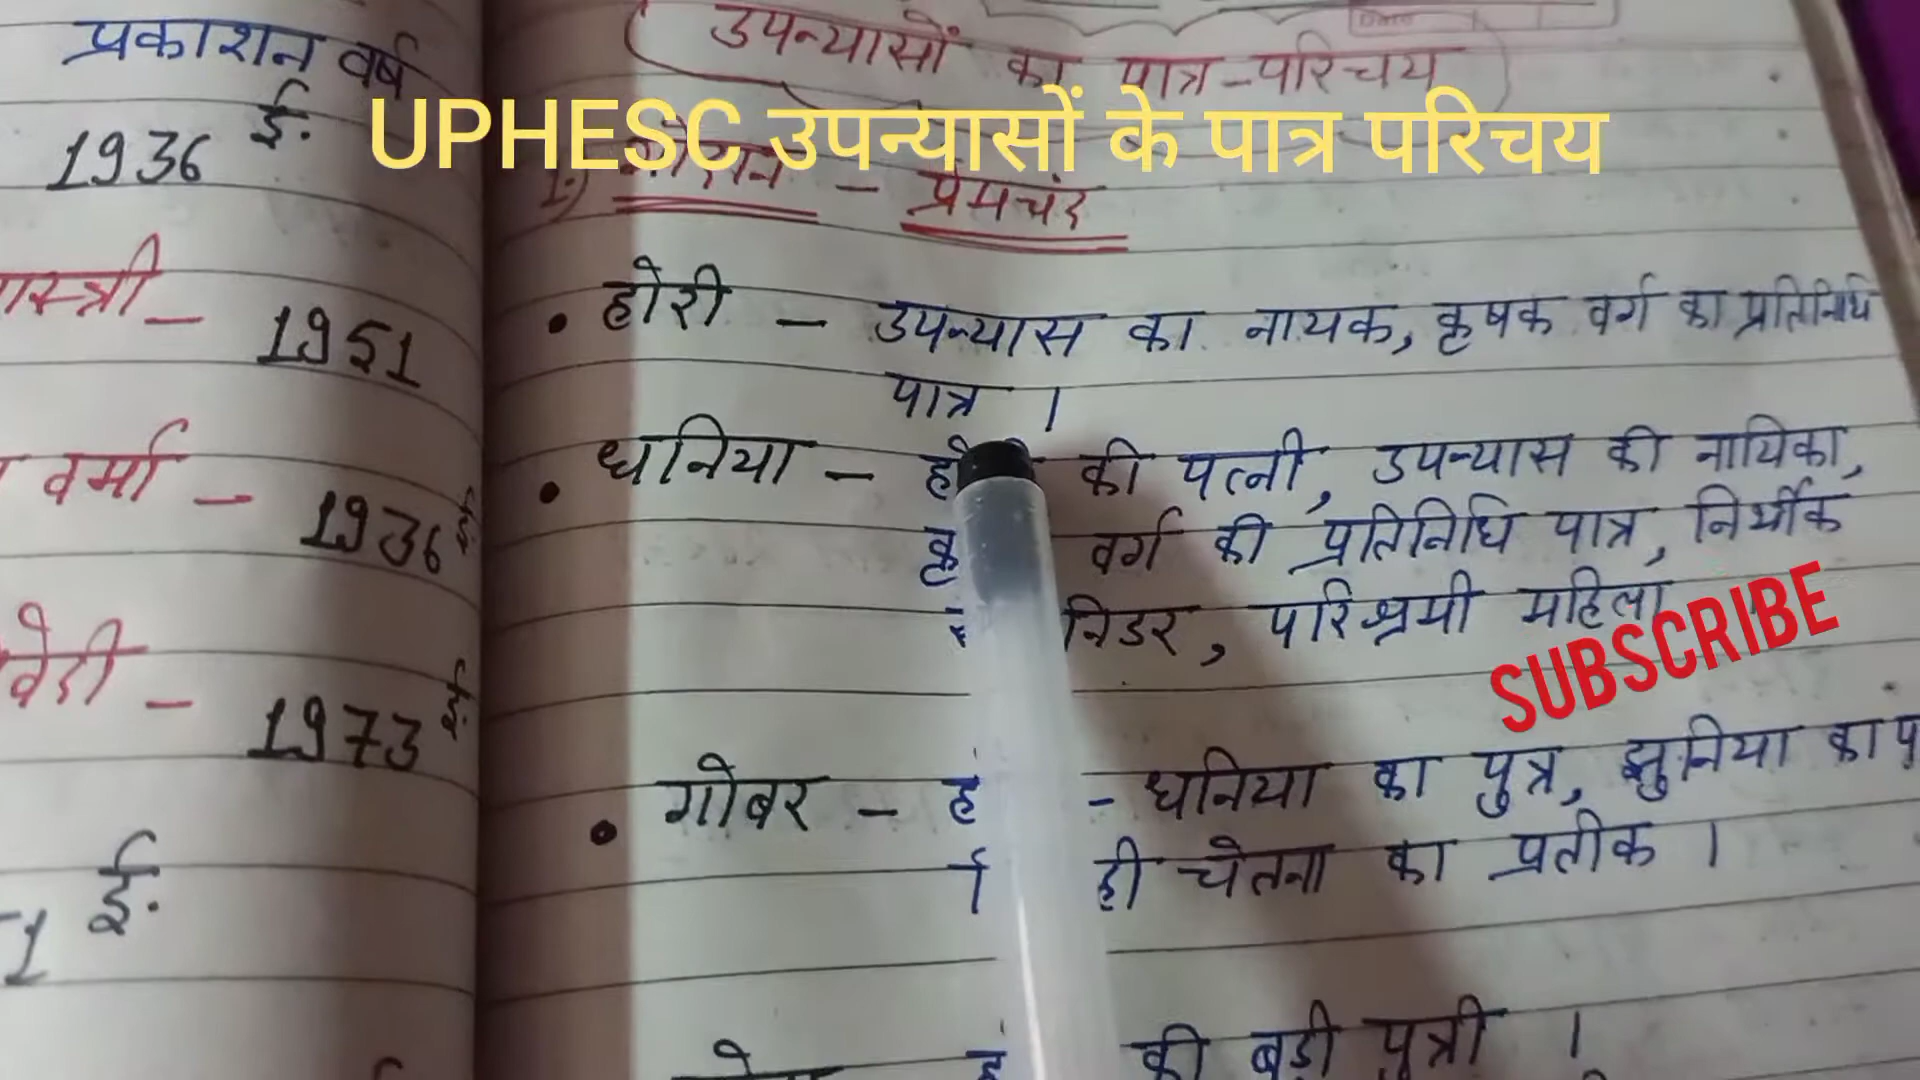 प्रकाशन वर्ष
1936 ई.
शास्त्री - 1951
वर्मा - 1936 ई.
वेदी - 1973 ई.
ई.
उपन्यासों का पात्र-परिचय
UPHESC उपन्यासों के पात्र परिचय
1.) गोदान - प्रेमचंद
• होरी - उपन्यास का नायक, कृषक वर्ग का प्रतिनिधि
पात्र ।
• धनिया - की पत्नी, उपन्यास की नायिका,
वर्ग की प्रतिनिधि पात्र, निर्भीक
निडर, परिश्रमी महिला
SUBSCRIBE
• गोबर - - धनिया का पुत्र, झुनिया का
चेतना का प्रतीक ।
की बड़ी पुत्री ।